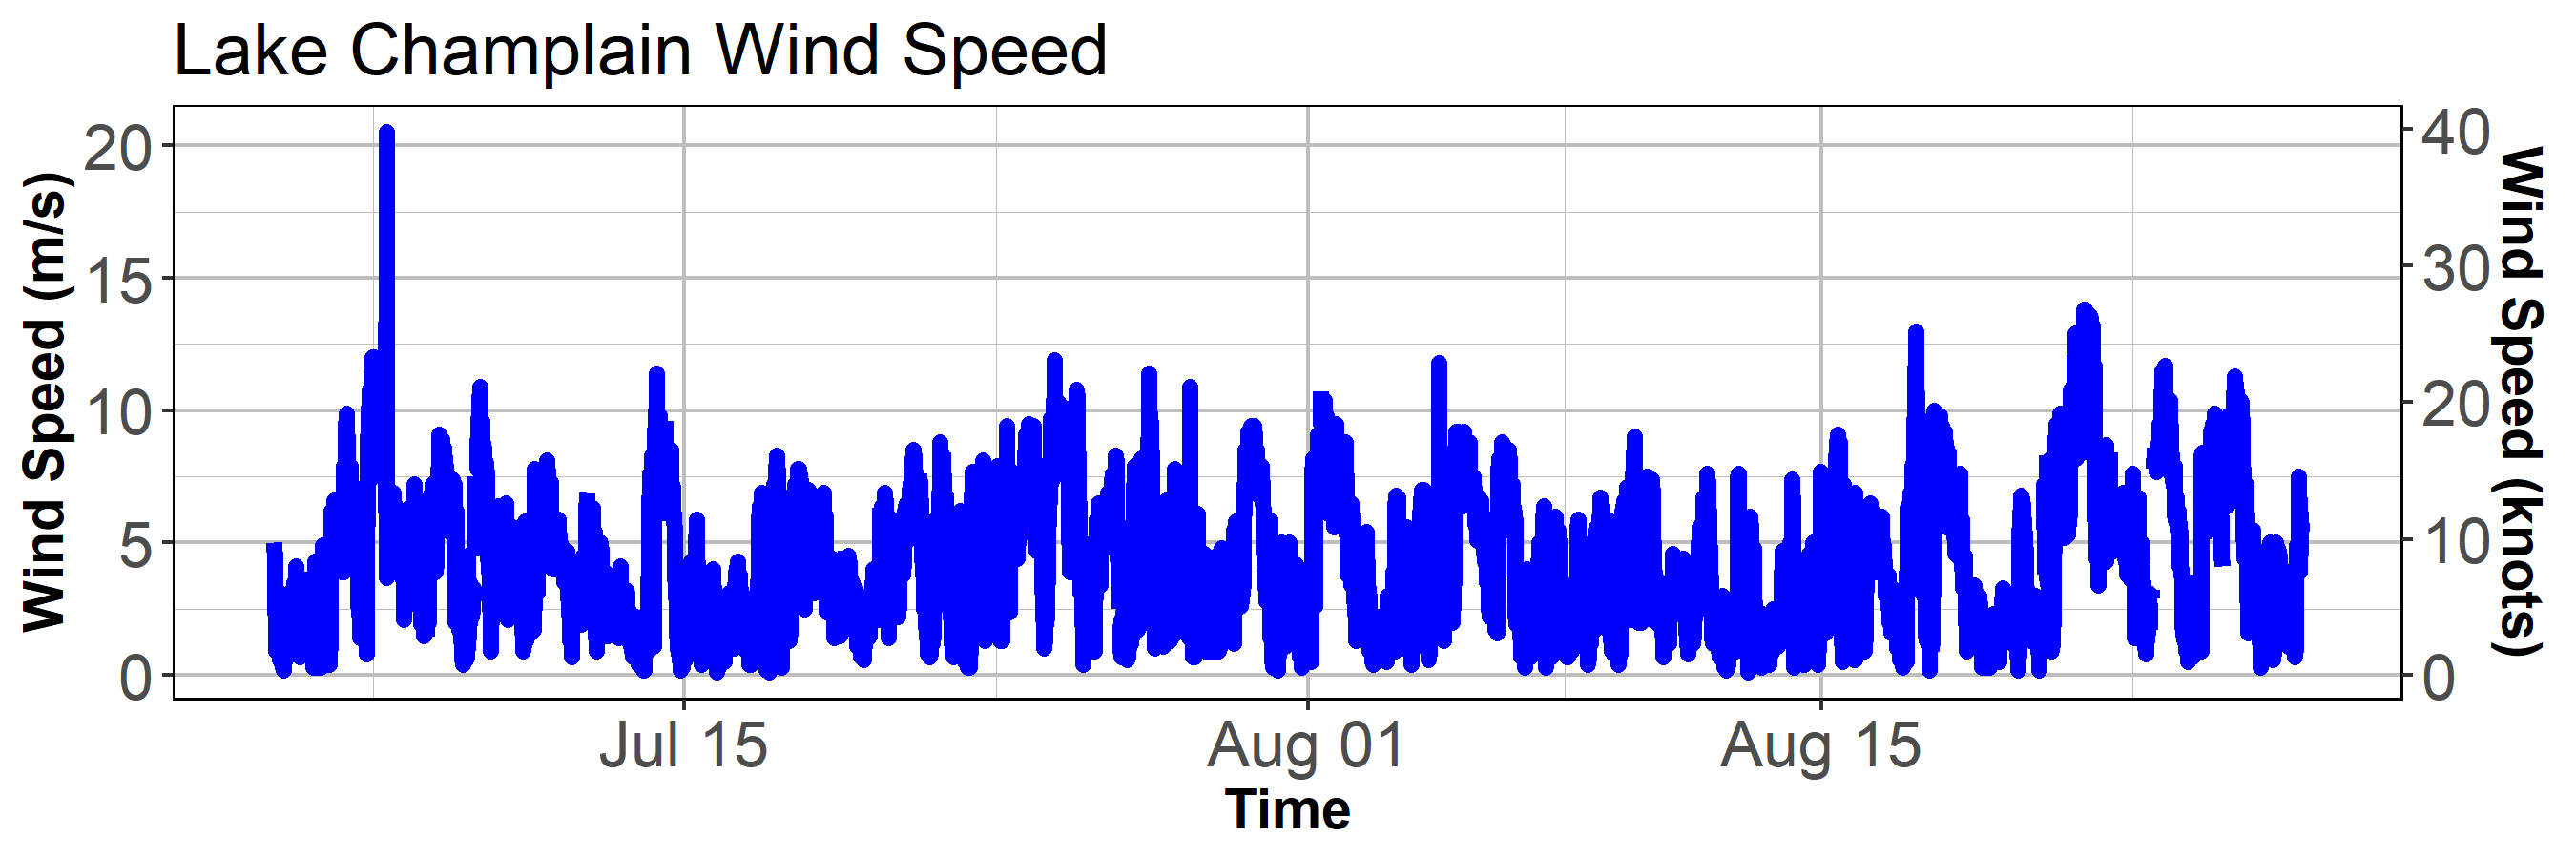 Lake Champlain Wind Speed
Wind Speed (m/s)
20
15
10
5
0
40
30
20
10
0
Wind Speed (knots)
Jul 15
Aug 01
Aug 15
Time